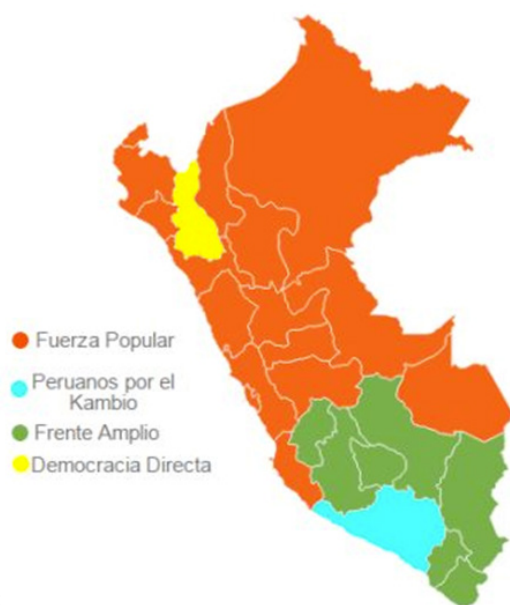 Fuerza Popular
Peruanos por el
Kambio
Frente Amplio
Democracia Directa